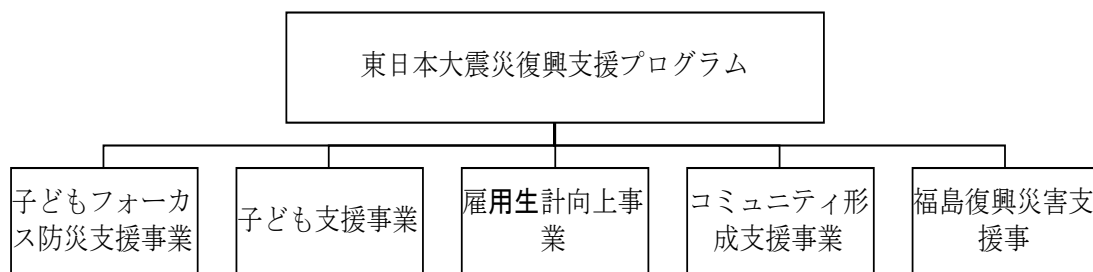 東日本大震災復興支援プログラム
子どもフォーカ
ス防災支援事業
子ども支援事業
雇用生計向上事
業
コミュニティ形
成支援事業
福島復興災害支
援事